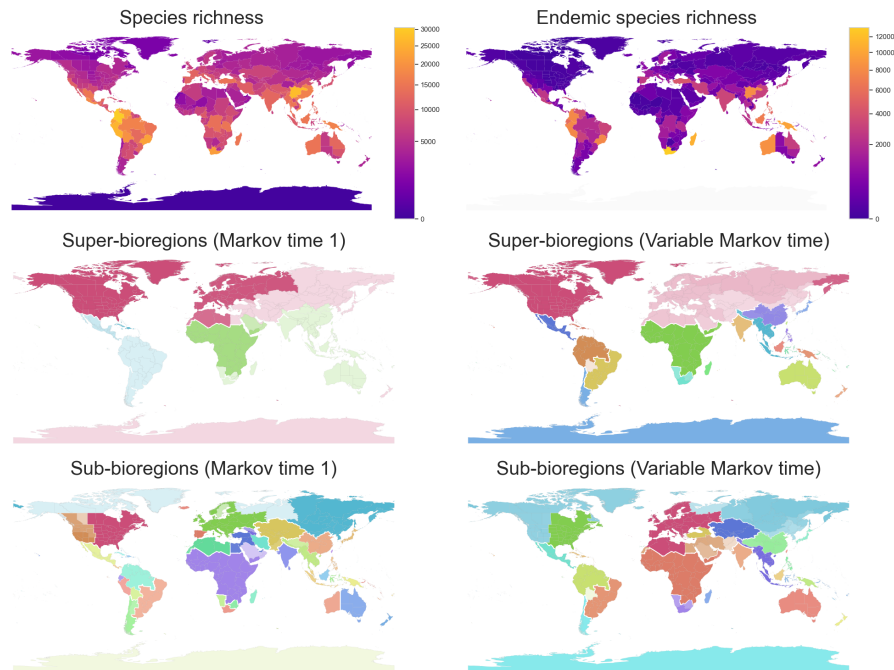 Species richness
Endemic species richness
30000
25000
20000
15000
10000
5000
0
12000
10000
8000
6000
4000
2000
0
Super-bioregions (Markov time 1)
Super-bioregions (Variable Markov time)
Sub-bioregions (Markov time 1)
Sub-bioregions (Variable Markov time)